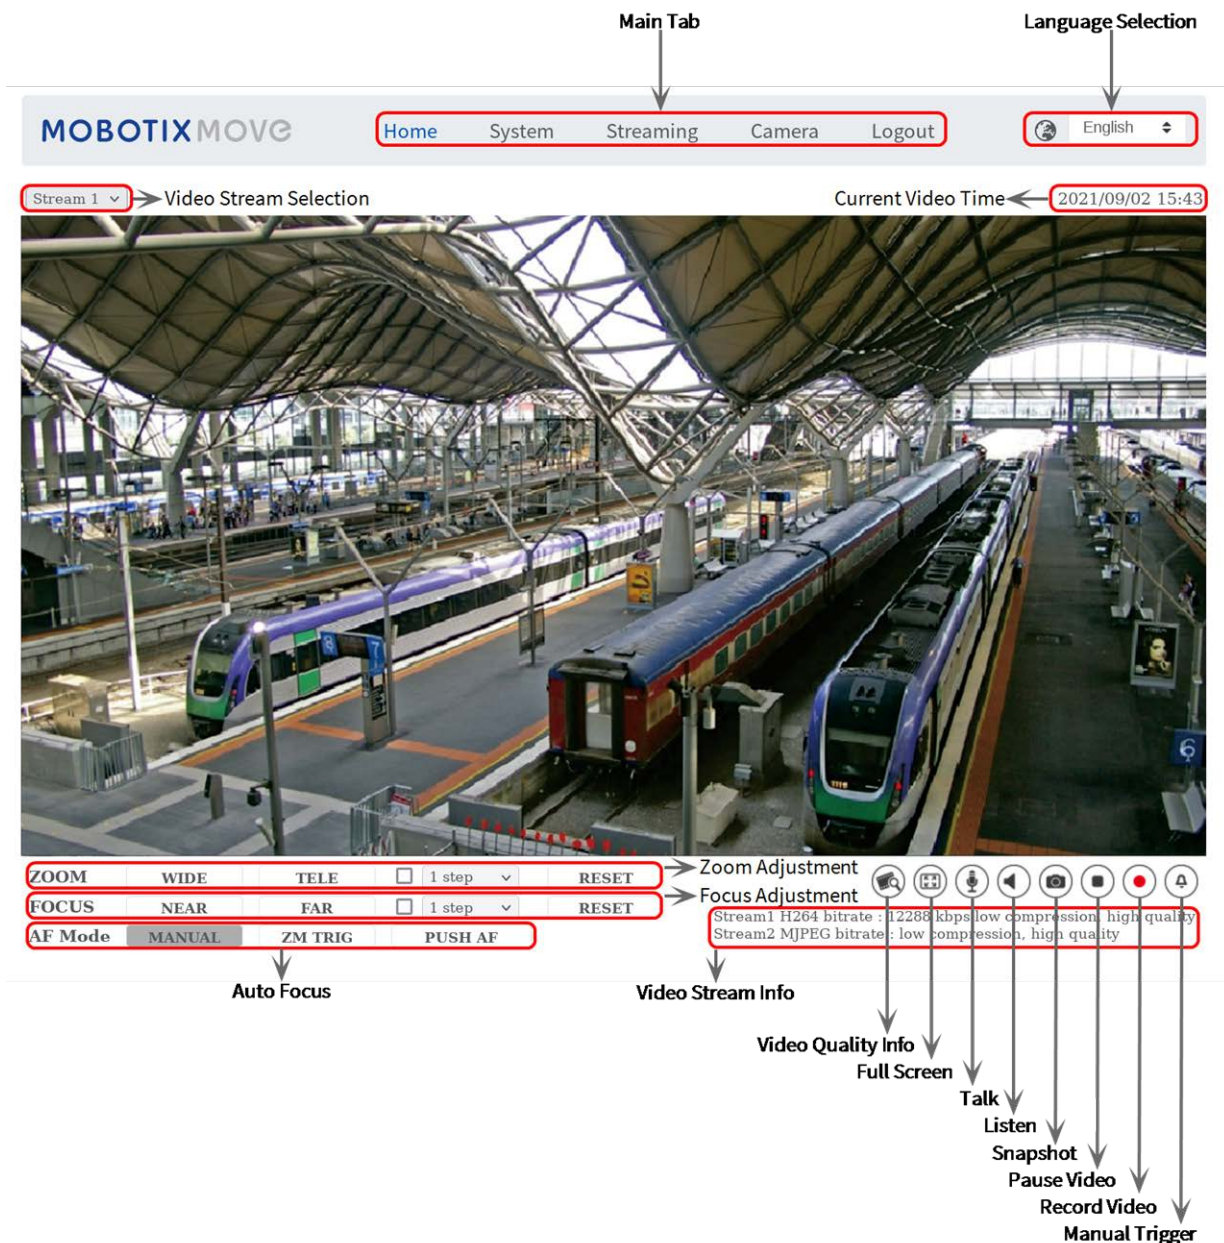 Main Tab
Language Selection
MOBOTIX MOVE
Home System Streaming Camera Logout
English
Stream 1
Video Stream Selection
Current Video Time
2021/09/02 15:43
8
7
6
ZOOM WIDE TELE 1 step RESET
Zoom Adjustment
FOCUS NEAR FAR 1 step RESET
Focus Adjustment
AF Mode MANUAL ZM TRIG PUSH AF
Stream1 H264 bitrate : 12288 kbps low compression, high quality
Stream2 MJPEG bitrate : low compression, high quality
Auto Focus
Video Stream Info
Video Quality Info
Full Screen
Talk
Listen
Snapshot
Pause Video
Record Video
Manual Trigger